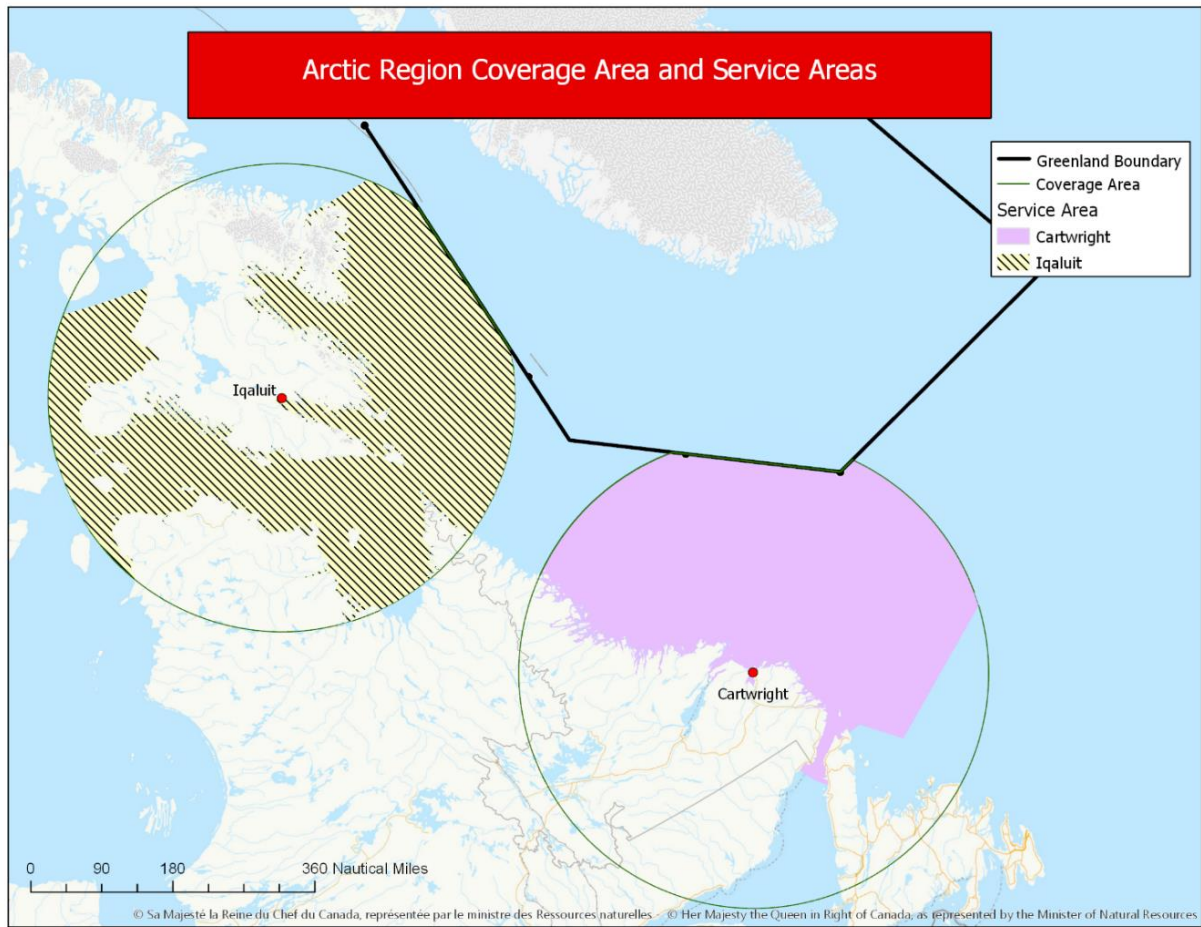 Arctic Region Coverage Area and Service Areas
Greenland Boundary
Coverage Area
Service Area
Cartwright
Iqaluit
Iqaluit
Cartwright
0 90 180 360 Nautical Miles
© Sa Majesté la Reine du Chef du Canada, représentée par le ministre des Ressources naturelles - © Her Majesty the Queen in Right of Canada, as represented by the Minister of Natural Resources